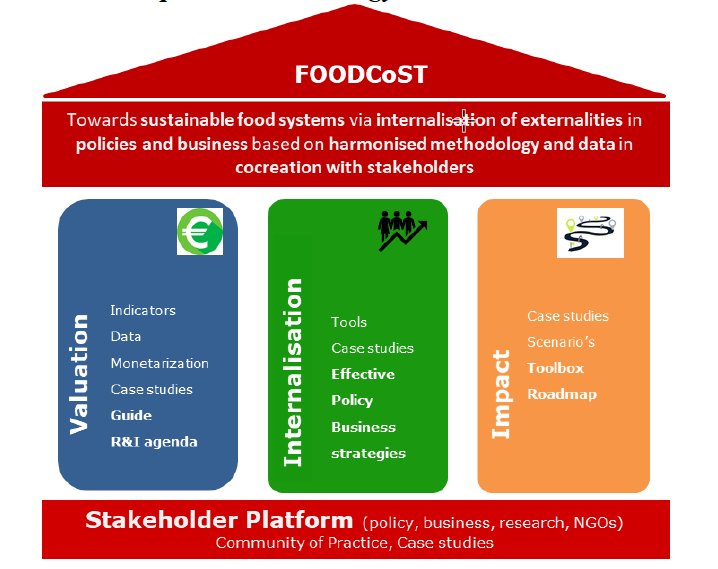 FOODCoST
Towards sustainable food systems via internalisation of externalities in
policies and business based on harmonised methodology and data in
cocreation with stakeholders
Valuation
Indicators
Data
Monetarization
Case studies
Guide
R&I agenda
Internalisation
Tools
Case studies
Effective
Policy
Business
strategies
Impact
Case studies
Scenario's
Toolbox
Roadmap
Stakeholder Platform (policy, business, research, NGOs)
Community of Practice, Case studies